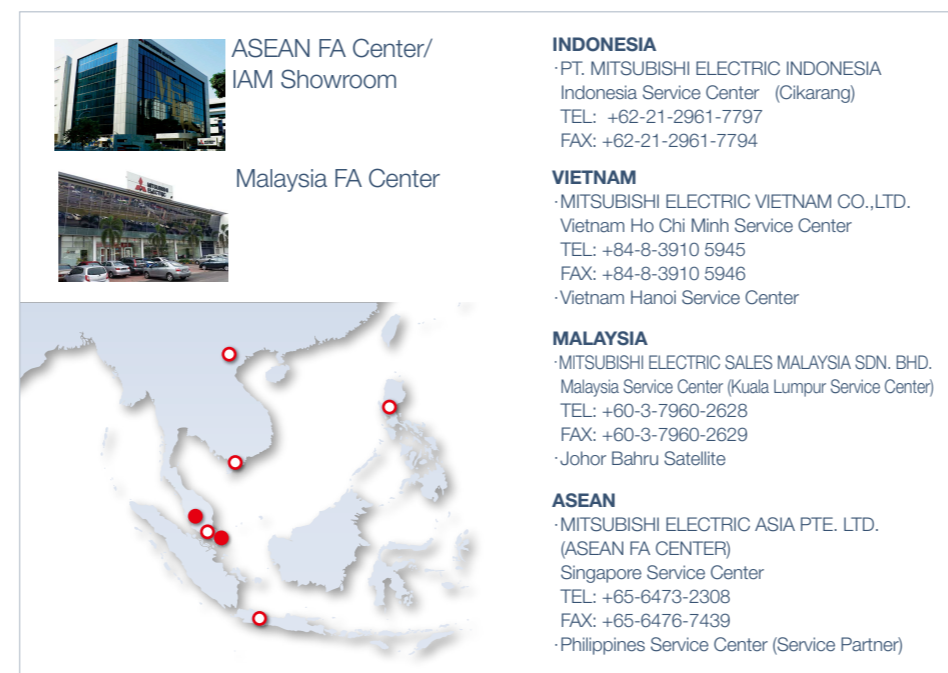 ASEAN FA Center/
IAM Showroom
Malaysia FA Center
MITSUBISHI
ELECTRIC
INDONESIA
·PT. MITSUBISHI ELECTRIC INDONESIA
Indonesia Service Center (Cikarang)
TEL: +62-21-2961-7797
FAX: +62-21-2961-7794
VIETNAM
·MITSUBISHI ELECTRIC VIETNAM CO.,LTD.
Vietnam Ho Chi Minh Service Center
TEL: +84-8-3910 5945
FAX: +84-8-3910 5946
·Vietnam Hanoi Service Center
MALAYSIA
·MITSUBISHI ELECTRIC SALES MALAYSIA SDN. BHD.
Malaysia Service Center (Kuala Lumpur Service Center)
TEL: +60-3-7960-2628
FAX: +60-3-7960-2629
·Johor Bahru Satellite
ASEAN
·MITSUBISHI ELECTRIC ASIA PTE. LTD.
(ASEAN FA CENTER)
Singapore Service Center
TEL: +65-6473-2308
FAX: +65-6476-7439
·Philippines Service Center (Service Partner)